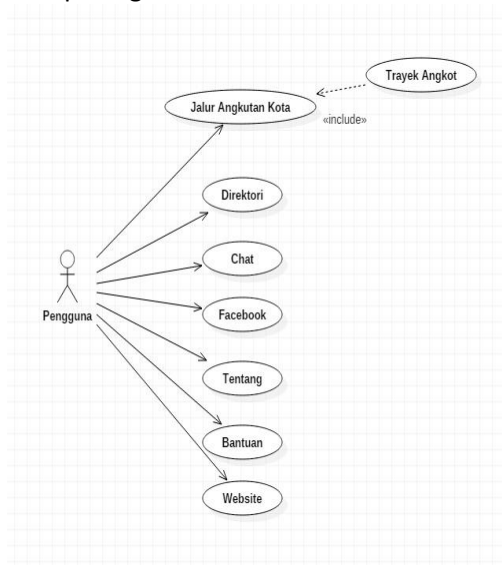 Trayek Angkot
Jalur Angkutan Kota
«include»
Direktori
Chat
Pengguna
Facebook
Tentang
Bantuan
Website